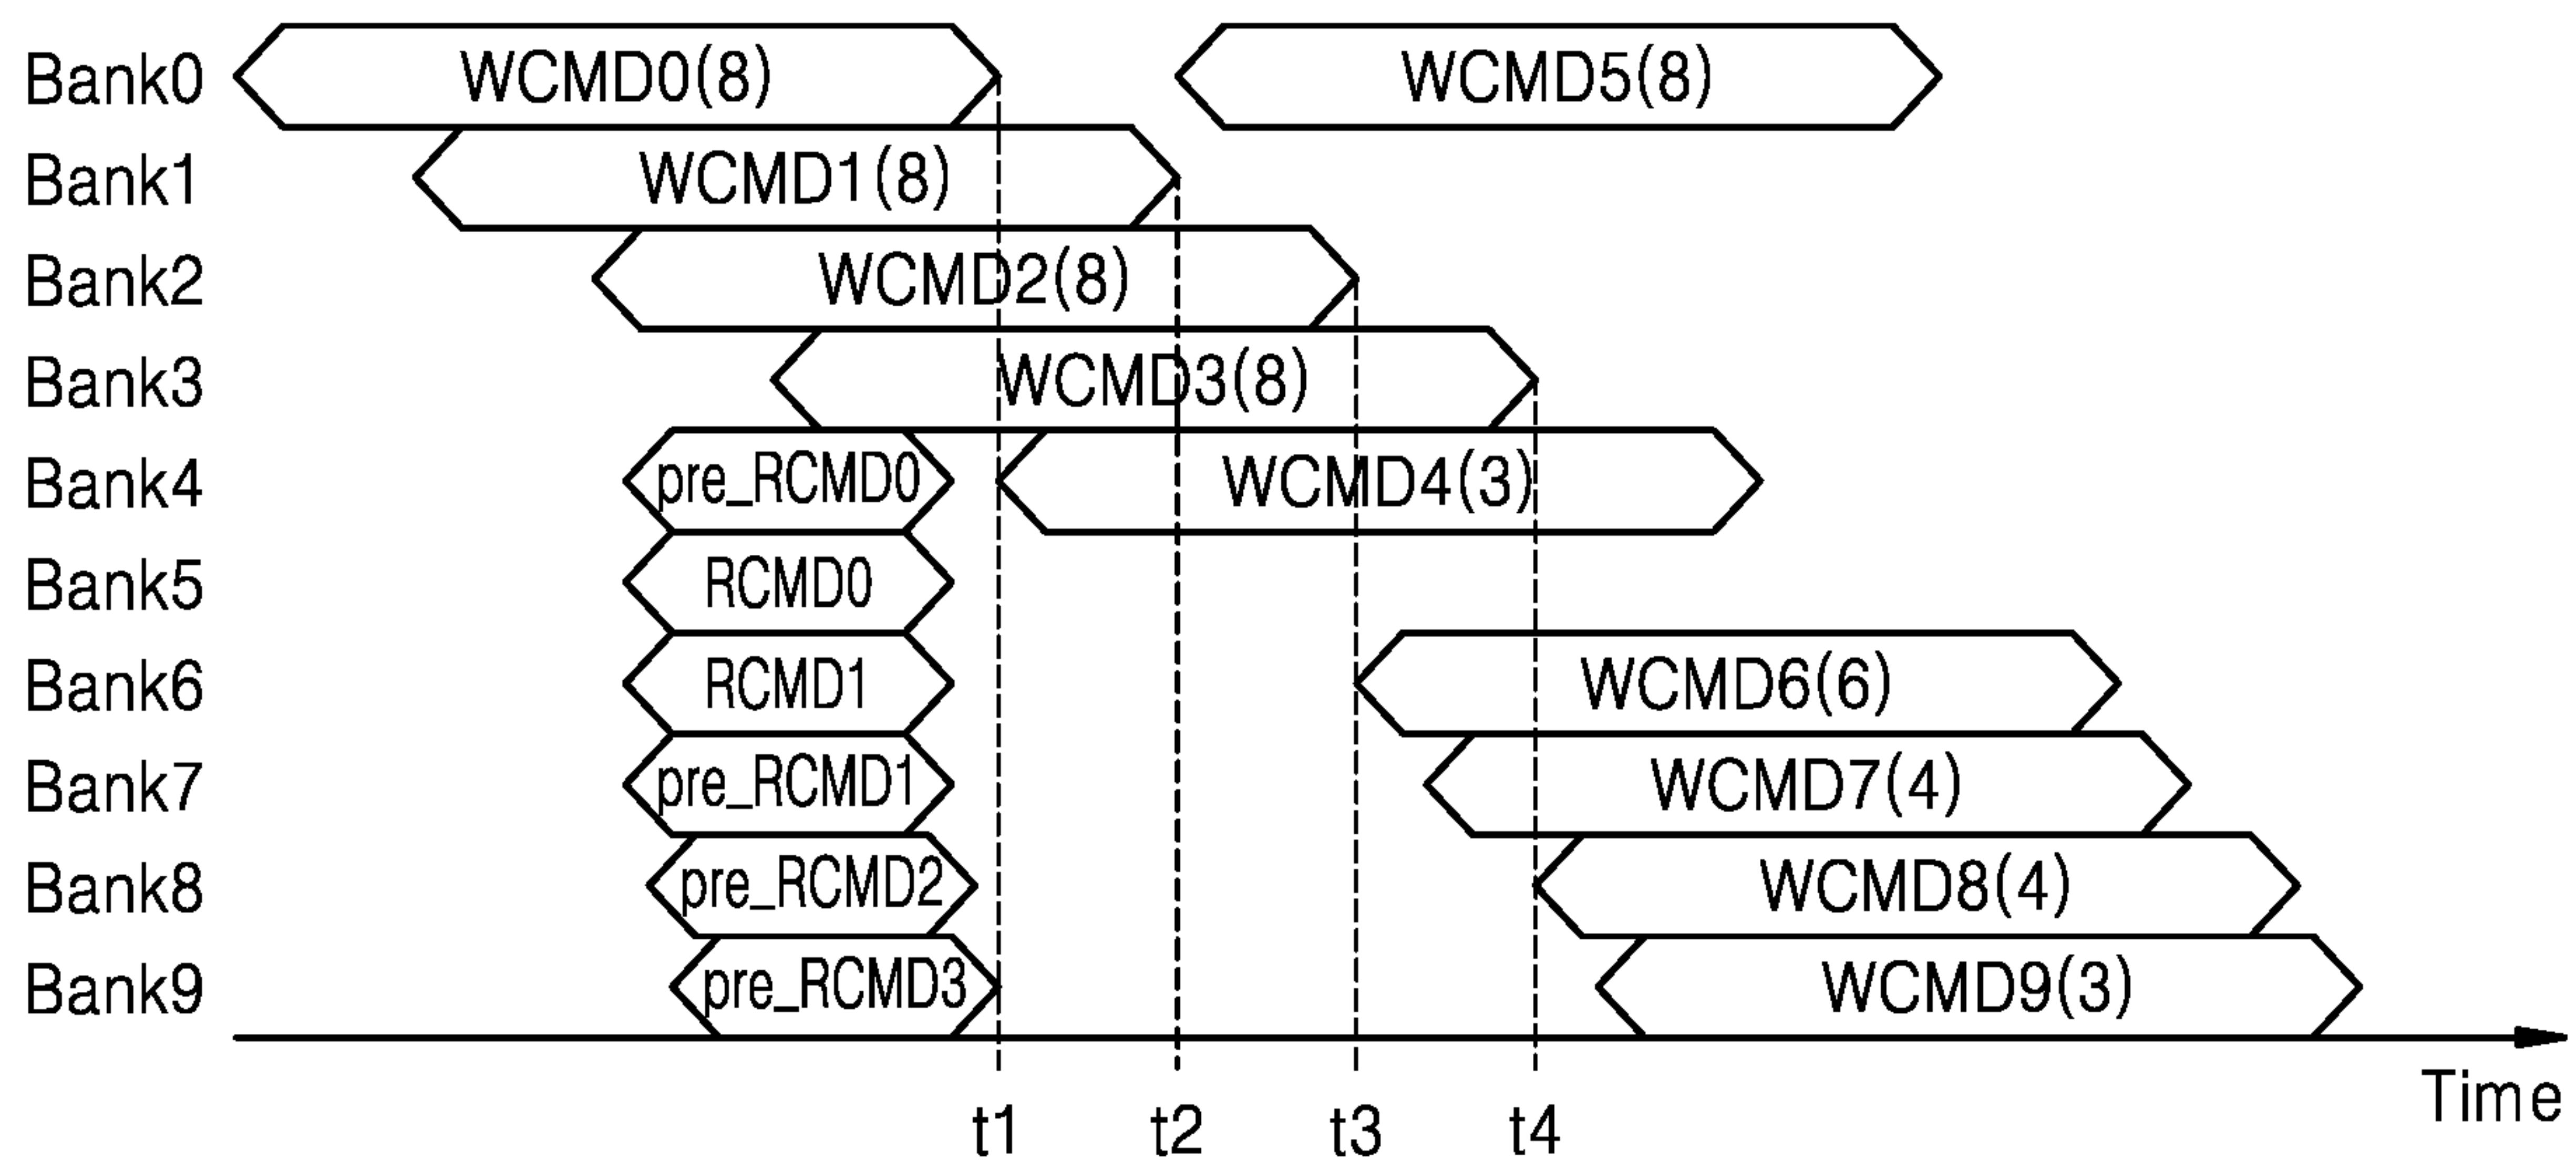 Bank0 WCMD0(8) WCMD5(8)
Bank1 WCMD1(8)
Bank2 WCMD2(8)
Bank3 WCMD3(8)
Bank4 pre_RCMD0 WCMD4(3)
Bank5 RCMD0
Bank6 RCMD1 WCMD6(6)
Bank7 pre_RCMD1 WCMD7(4)
Bank8 pre_RCMD2 WCMD8(4)
Bank9 pre_RCMD3 WCMD9(3)
Time
t1 t2 t3 t4